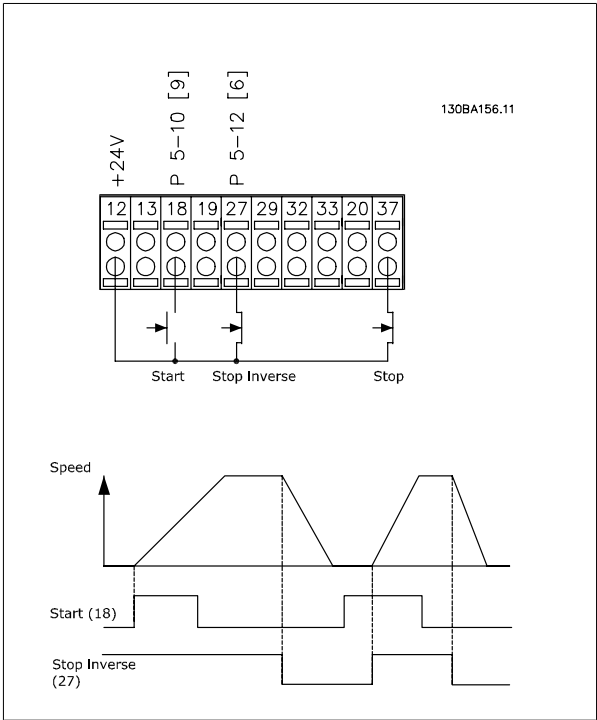 +24V
P 5-10 [9]
P 5-12 [6]
130BA156.11
12 13 18 19 27 29 32 33 20 37
Start Stop Inverse Stop
Speed
Start (18)
Stop Inverse
(27)